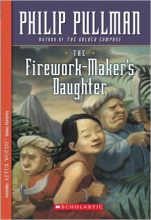 PHILIP PULLMAN
AUTHOR OF THE GOLDEN COMPASS
THE
Firework-Maker's
Daughter
SCHOLASTIC